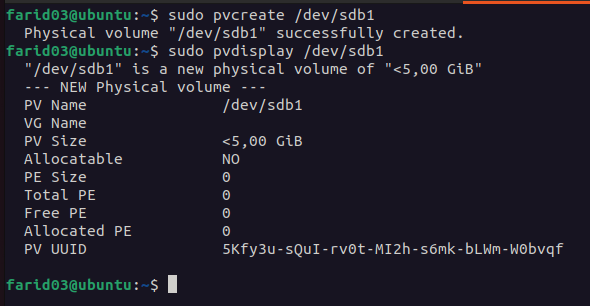 farid03@ubuntu:~$ sudo pvcreate /dev/sdb1
  Physical volume "/dev/sdb1" successfully created.
farid03@ubuntu:~$ sudo pvdisplay /dev/sdb1
  "/dev/sdb1" is a new physical volume of "<5,00 GiB"
  --- NEW Physical volume ---
  PV Name               /dev/sdb1
  VG Name
  PV Size               <5,00 GiB
  Allocatable           NO
  PE Size               0
  Total PE              0
  Free PE               0
  Allocated PE          0
  PV UUID               5Kfy3u-sQuI-rv0t-MI2h-s6mk-bLWm-W0bvqf

farid03@ubuntu:~$